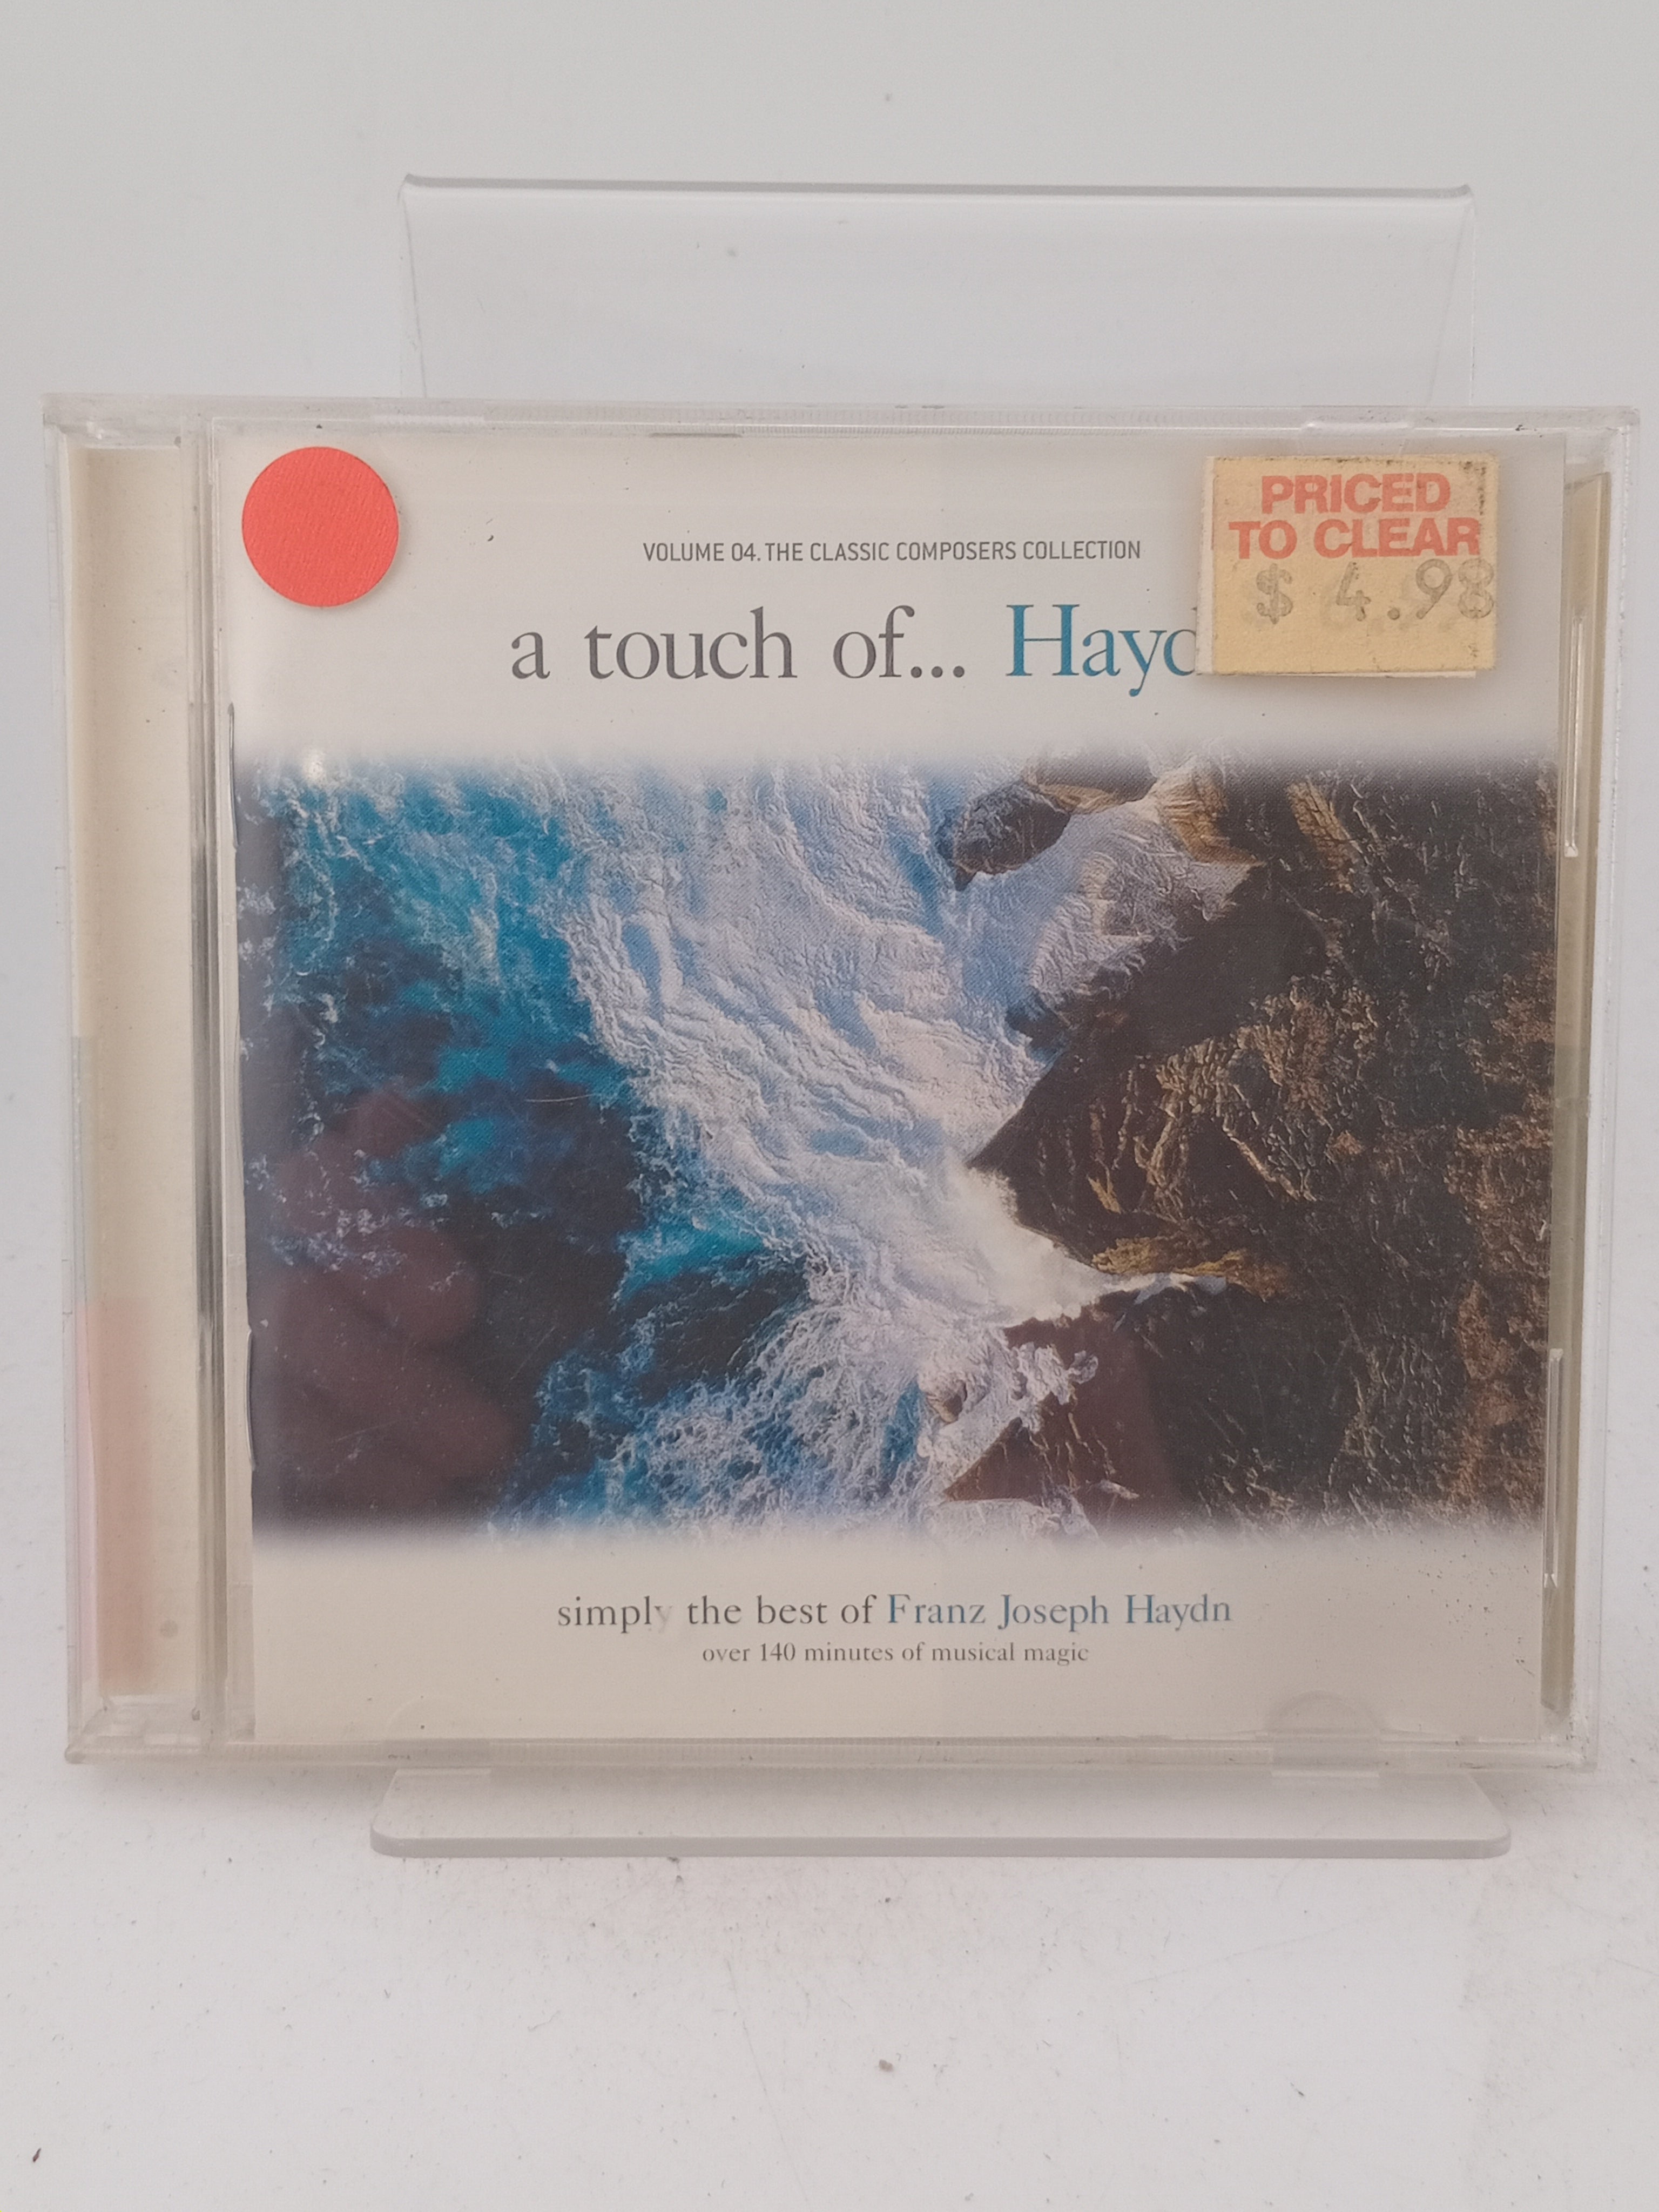 PRICED
TO CLEAR
$ 4.98
VOLUME 04. THE CLASSIC COMPOSERS COLLECTION
a touch of... Hayd
simply the best of Franz Joseph Haydn
over 140 minutes of musical magic